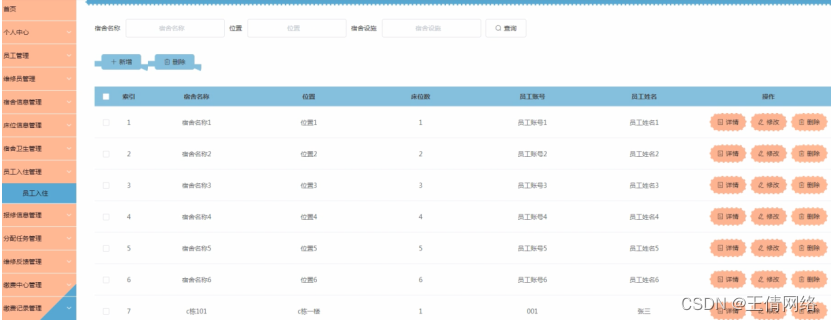 首页
个人中心
员工管理
维修员管理
宿舍信息管理
床位信息管理
宿舍卫生管理
员工入住管理
员工入住
报修信息管理
分配任务管理
维修反馈管理
缴费中心管理
缴费记录管理
宿舍名称 宿舍名称 位置 位置 宿舍设施 宿舍设施 查询
+ 新增 删除
索引 宿舍名称 位置 床位数 员工账号 员工姓名 操作
1 宿舍名称1 位置1 1 员工账号1 员工姓名1 详情 修改 删除
2 宿舍名称2 位置2 2 员工账号2 员工姓名2 详情 修改 删除
3 宿舍名称3 位置3 3 员工账号3 员工姓名3 详情 修改 删除
4 宿舍名称4 位置4 4 员工账号4 员工姓名4 详情 修改 删除
5 宿舍名称5 位置5 5 员工账号5 员工姓名5 详情 修改 删除
6 宿舍名称6 位置6 6 员工账号6 员工姓名6 详情 修改 删除
7 c栋101 c栋一楼 1 001 张三 详情 修改 删除
CSDN @王倩网络